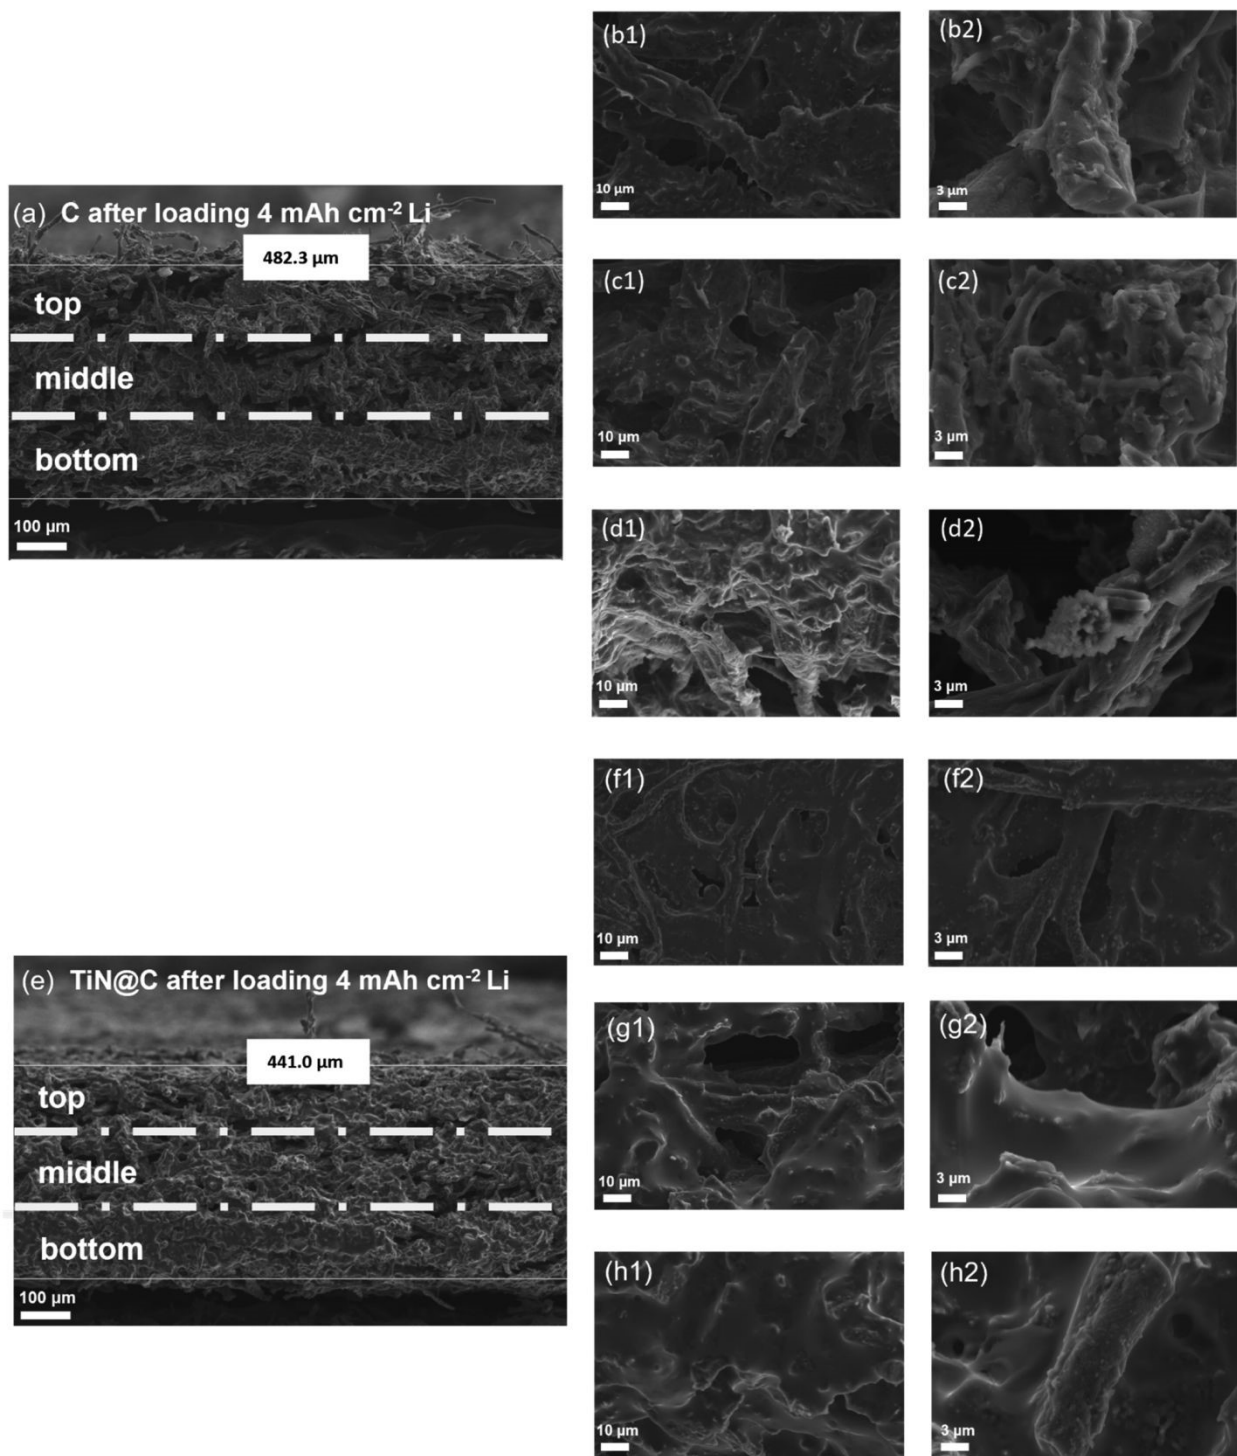 (a) C after loading 4 mAh cm⁻² Li
482.3 µm
top
middle
bottom
100 µm
(b1)
10 µm
(b2)
3 µm
(c1)
10 µm
(c2)
3 µm
(d1)
10 µm
(d2)
3 µm
(e) TiN@C after loading 4 mAh cm⁻² Li
441.0 µm
top
middle
bottom
100 µm
(f1)
10 µm
(f2)
3 µm
(g1)
10 µm
(g2)
3 µm
(h1)
10 µm
(h2)
3 µm